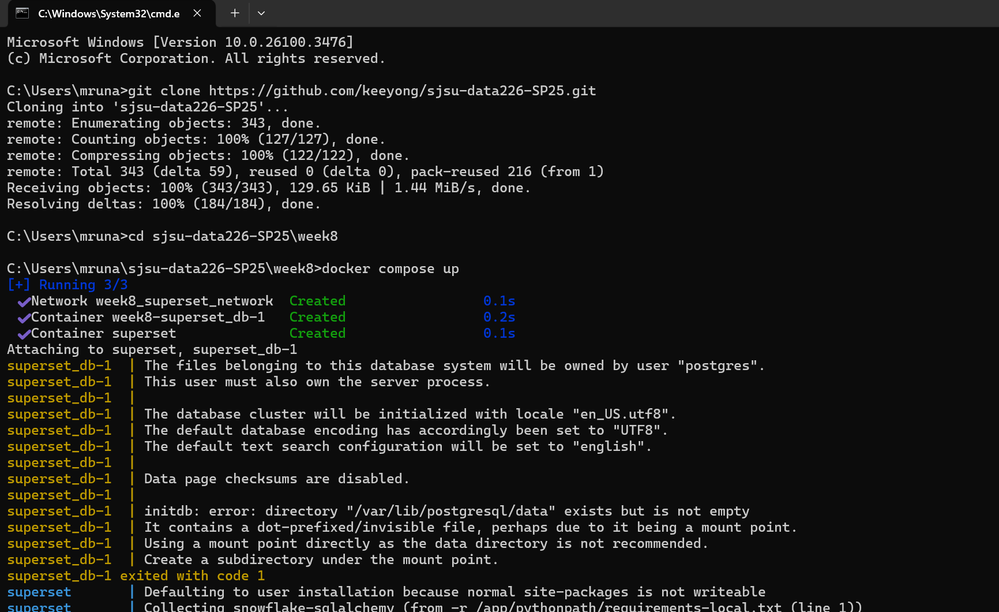 C:\Windows\System32\cmd.e
Microsoft Windows [Version 10.0.26100.3476]
(c) Microsoft Corporation. All rights reserved.
C:\Users\mruna>git clone https://github.com/keeyong/sjsu-data226-SP25.git
Cloning into 'sjsu-data226-SP25'...
remote: Enumerating objects: 343, done.
remote: Counting objects: 100% (127/127), done.
remote: Compressing objects: 100% (122/122), done.
remote: Total 343 (delta 59), reused 0 (delta 0), pack-reused 216 (from 1)
Receiving objects: 100% (343/343), 129.65 KiB | 1.44 MiB/s, done.
Resolving deltas: 100% (184/184), done.
C:\Users\mruna>cd sjsu-data226-SP25\week8
C:\Users\mruna\sjsu-data226-SP25\week8>docker compose up
[+] Running 3/3
Network week8_superset_network Created 0.1s
Container week8-superset_db-1 Created 0.2s
Container superset Created 0.1s
Attaching to superset, superset_db-1
superset_db-1 | The files belonging to this database system will be owned by user "postgres".
superset_db-1 | This user must also own the server process.
superset_db-1 |
superset_db-1 | The database cluster will be initialized with locale "en_US.utf8".
superset_db-1 | The default database encoding has accordingly been set to "UTF8".
superset_db-1 | The default text search configuration will be set to "english".
superset_db-1 |
superset_db-1 | Data page checksums are disabled.
superset_db-1 |
superset_db-1 | initdb: error: directory "/var/lib/postgresql/data" exists but is not empty
superset_db-1 | It contains a dot-prefixed/invisible file, perhaps due to it being a mount point.
superset_db-1 | Using a mount point directly as the data directory is not recommended.
superset_db-1 | Create a subdirectory under the mount point.
superset_db-1 exited with code 1
superset | Defaulting to user installation because normal site-packages is not writeable
superset | Collecting snowflake-sqlalchemy (from -r /app/pythonpath/requirements-local.txt (line 1))